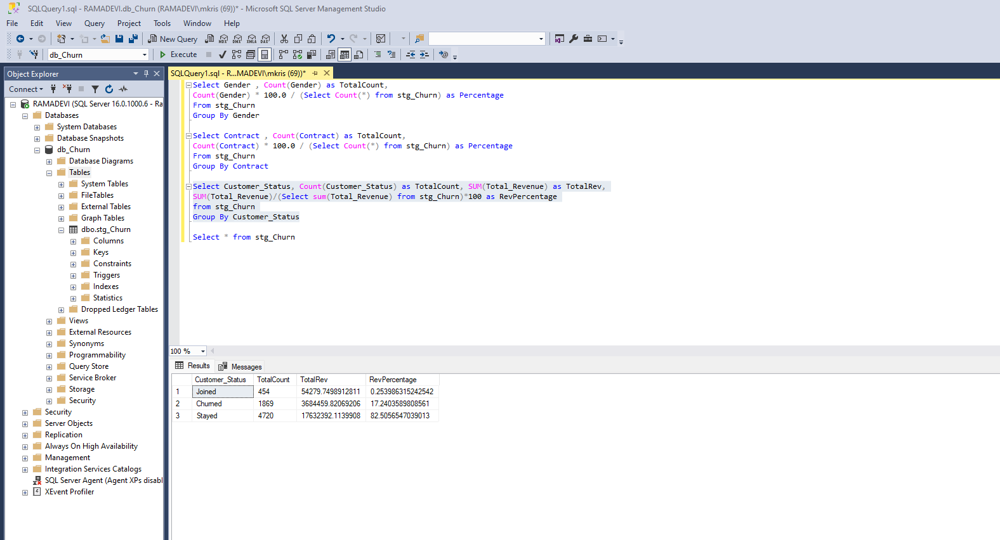 SQLQuery1.sql - RAMADEVI.db_Churn (RAMADEVI\mkris (69))* - Microsoft SQL Server Management Studio
File Edit View Query Project Tools Window Help
New Query MDX DMX XMLA DAX
db_Churn Execute
Object Explorer
Connect
RAMADEVI (SQL Server 16.0.1000.6 - Ra
Databases
System Databases
Database Snapshots
db_Churn
Database Diagrams
Tables
System Tables
FileTables
External Tables
Graph Tables
dbo.stg_Churn
Columns
Keys
Constraints
Triggers
Indexes
Statistics
Dropped Ledger Tables
Views
External Resources
Synonyms
Programmability
Query Store
Service Broker
Storage
Security
Security
Server Objects
Replication
Always On High Availability
Management
Integration Services Catalogs
SQL Server Agent (Agent XPs disabl
XEvent Profiler
SQLQuery1.sql - R...MADEVI\mkris (69))*
Select Gender , Count(Gender) as TotalCount,
Count(Gender) * 100.0 / (Select Count(*) from stg_Churn) as Percentage
From stg_Churn
Group By Gender
Select Contract , Count(Contract) as TotalCount,
Count(Contract) * 100.0 / (Select Count(*) from stg_Churn) as Percentage
From stg_Churn
Group By Contract
Select Customer_Status, Count(Customer_Status) as TotalCount, SUM(Total_Revenue) as TotalRev,
SUM(Total_Revenue)/(Select sum(Total_Revenue) from stg_Churn)*100 as RevPercentage
from stg_Churn
Group By Customer_Status
Select * from stg_Churn
100 %
Results Messages
Customer_Status TotalCount TotalRev RevPercentage
1 Joined 454 54279.7498912811 0.253986315242542
2 Churned 1869 3684459.82069206 17.2403589808561
3 Stayed 4720 17632392.1139908 82.5056547039013